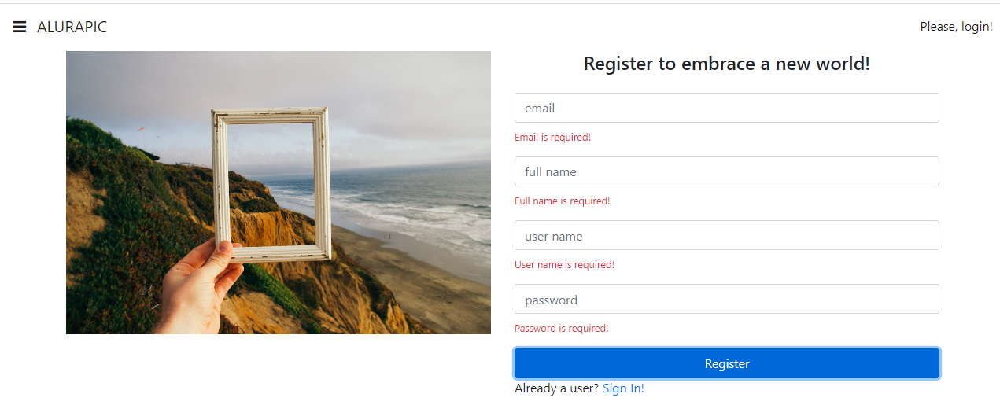 ALURAPIC
Please, login!
Register to embrace a new world!
email
Email is required!
full name
Full name is required!
user name
User name is required!
password
Password is required!
Register
Already a user? Sign In!